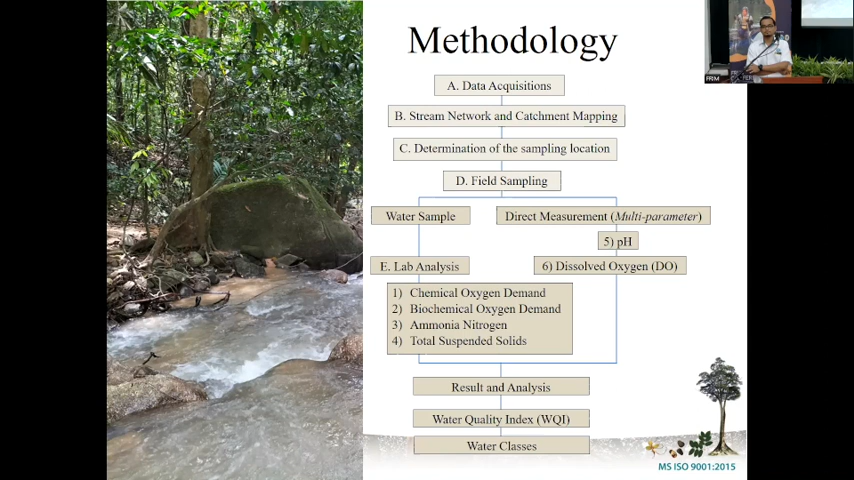 Methodology
A. Data Acquisitions
B. Stream Network and Catchment Mapping
C. Determination of the sampling location
D. Field Sampling
Water Sample
Direct Measurement (Multi-parameter)
5) pH
E. Lab Analysis
6) Dissolved Oxygen (DO)
1) Chemical Oxygen Demand
2) Biochemical Oxygen Demand
3) Ammonia Nitrogen
4) Total Suspended Solids
Result and Analysis
Water Quality Index (WQI)
Water Classes
MS ISO 9001:2015
FRIM